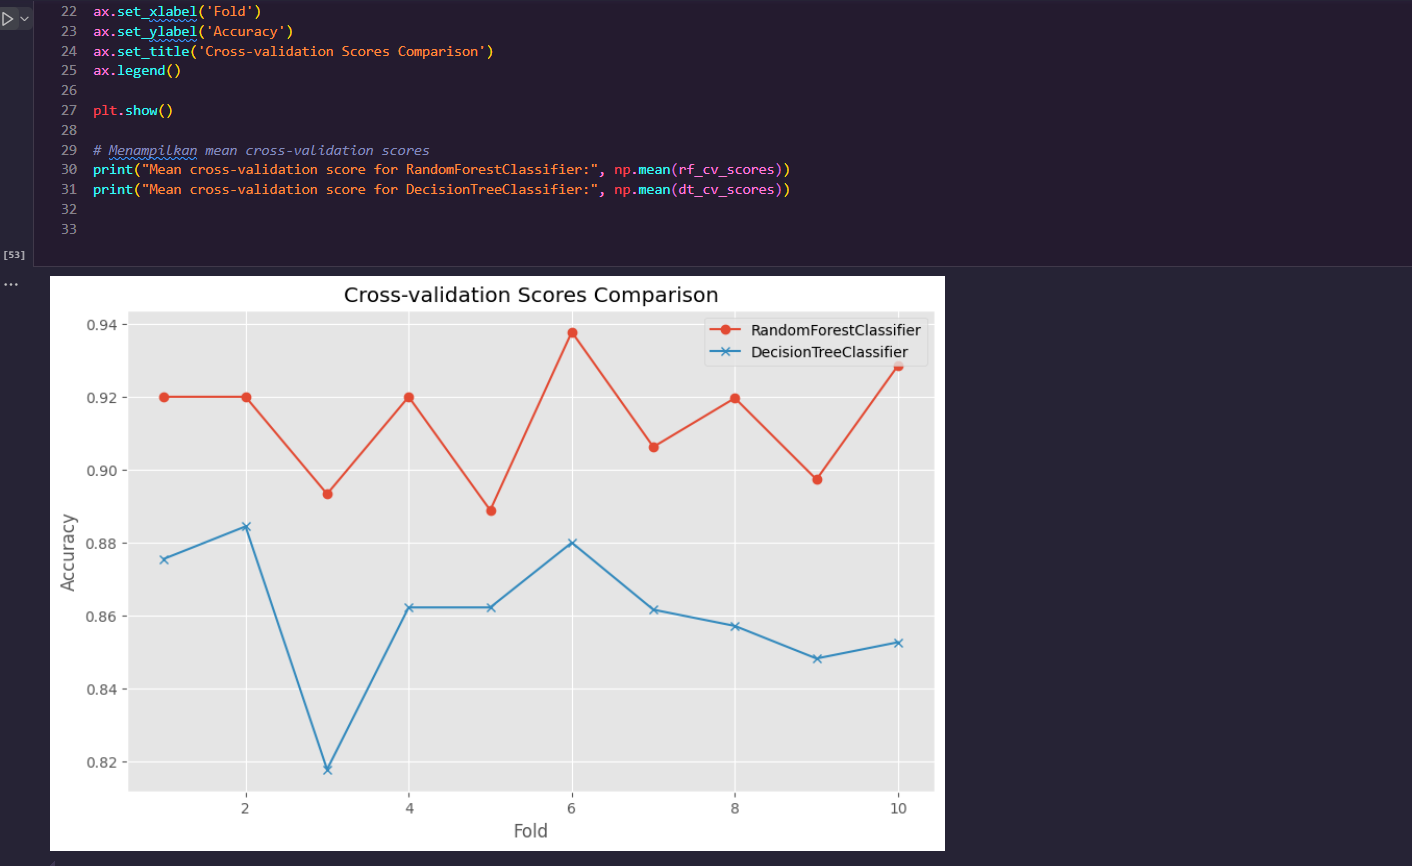 22 ax.set_xlabel('Fold')
23 ax.set_ylabel('Accuracy')
24 ax.set_title('Cross-validation Scores Comparison')
25 ax.legend()
26
27 plt.show()
28
29 # Menampilkan mean cross-validation scores
30 print("Mean cross-validation score for RandomForestClassifier:", np.mean(rf_cv_scores))
31 print("Mean cross-validation score for DecisionTreeClassifier:", np.mean(dt_cv_scores))
32
33
[53]
...
Cross-validation Scores Comparison
RandomForestClassifier
DecisionTreeClassifier
0.94
0.92
0.90
0.88
0.86
0.84
0.82
Accuracy
2 4 6 8 10
Fold